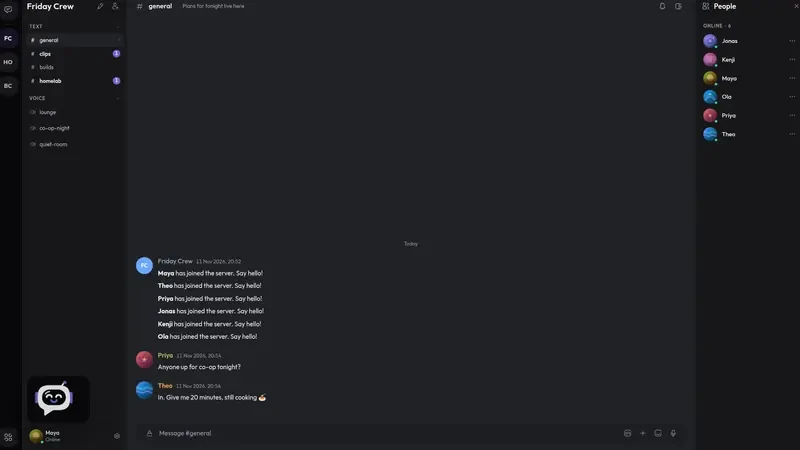 Friday Crew
TEXT
# general
# clips 1
# builds
# homelab 1
VOICE
lounge
co-op-night
quiet-room
Maya
Online
FC
HO
BC
# general Plans for tonight live here
Today
FC
Friday Crew 11 Nov 2026, 20:52
Maya has joined the server. Say hello!
Theo has joined the server. Say hello!
Priya has joined the server. Say hello!
Jonas has joined the server. Say hello!
Kenji has joined the server. Say hello!
Ola has joined the server. Say hello!
Priya 11 Nov 2026, 20:54
Anyone up for co-op tonight?
Theo 11 Nov 2026, 20:54
In. Give me 20 minutes, still cooking 🍝
Message #general
People
ONLINE - 6
Jonas
Kenji
Maya
Ola
Priya
Theo